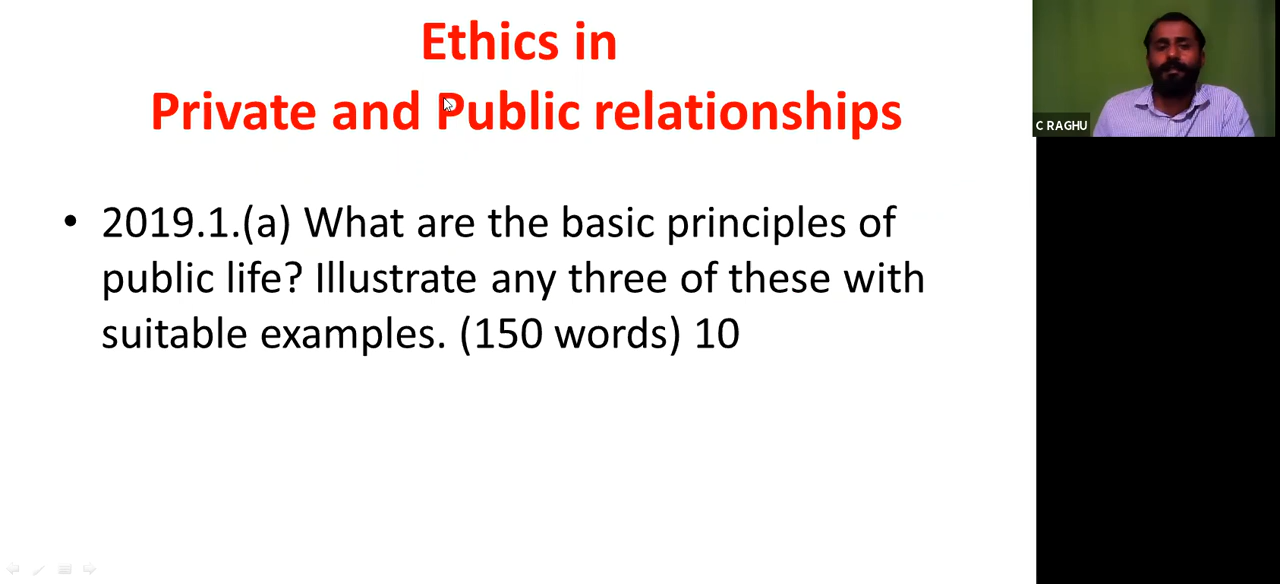 Ethics in
Private and Public relationships
• 2019.1.(a) What are the basic principles of
public life? Illustrate any three of these with
suitable examples. (150 words) 10
C RAGHU